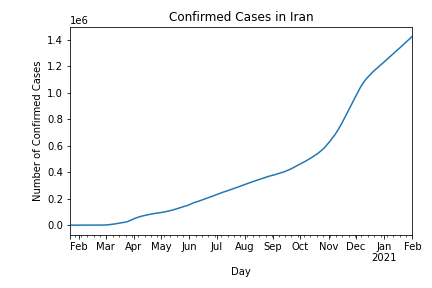 Confirmed Cases in Iran
1e6
1.4
1.2
1.0
0.8
0.6
0.4
0.2
0.0
Number of Confirmed Cases
Feb Mar Apr May Jun Jul Aug Sep Oct Nov Dec Jan Feb
2021
Day